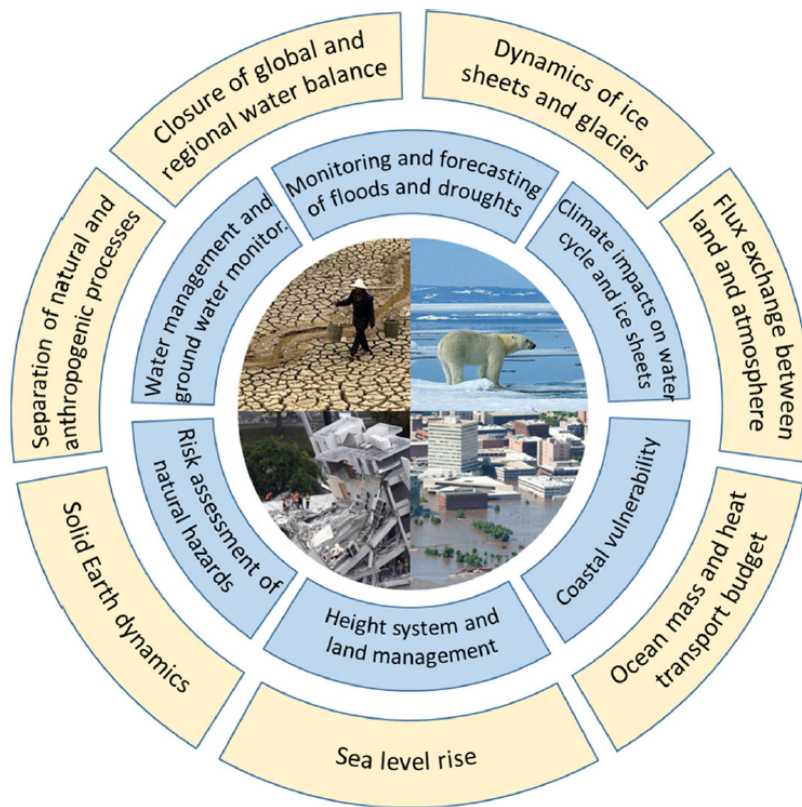 Closure of global and
regional water balance
Dynamics of ice
sheets and glaciers
Flux exchange between
land and atmosphere
Ocean mass and heat
transport budget
Sea level rise
Solid Earth dynamics
Separation of natural and
anthropogenic processes
Monitoring and forecasting
of floods and droughts
Climate impacts on water
cycle and ice sheets
Coastal vulnerability
Height system and
land management
Risk assessment of
natural hazards
Water management and
ground water monitor.